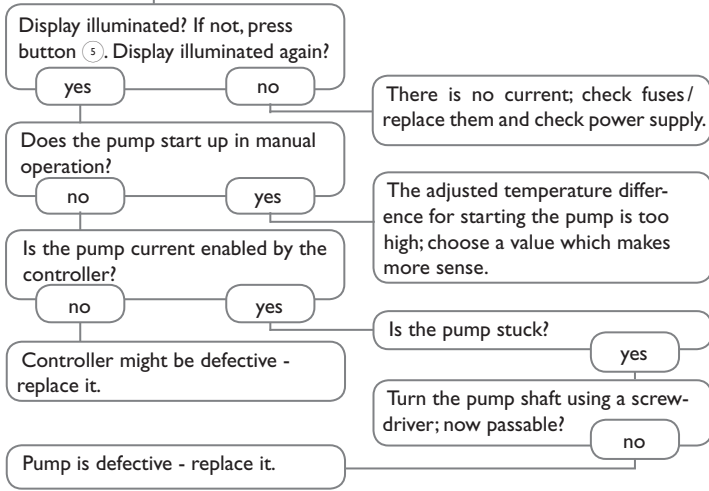 Display illuminated? If not, press
button ⑤. Display illuminated again?
yes
no
There is no current; check fuses/
replace them and check power supply.
Does the pump start up in manual
operation?
no
yes
The adjusted temperature differ-
ence for starting the pump is too
high; choose a value which makes
more sense.
Is the pump current enabled by the
controller?
no
yes
Is the pump stuck?
yes
Controller might be defective -
replace it.
Turn the pump shaft using a screw-
driver; now passable?
no
Pump is defective - replace it.